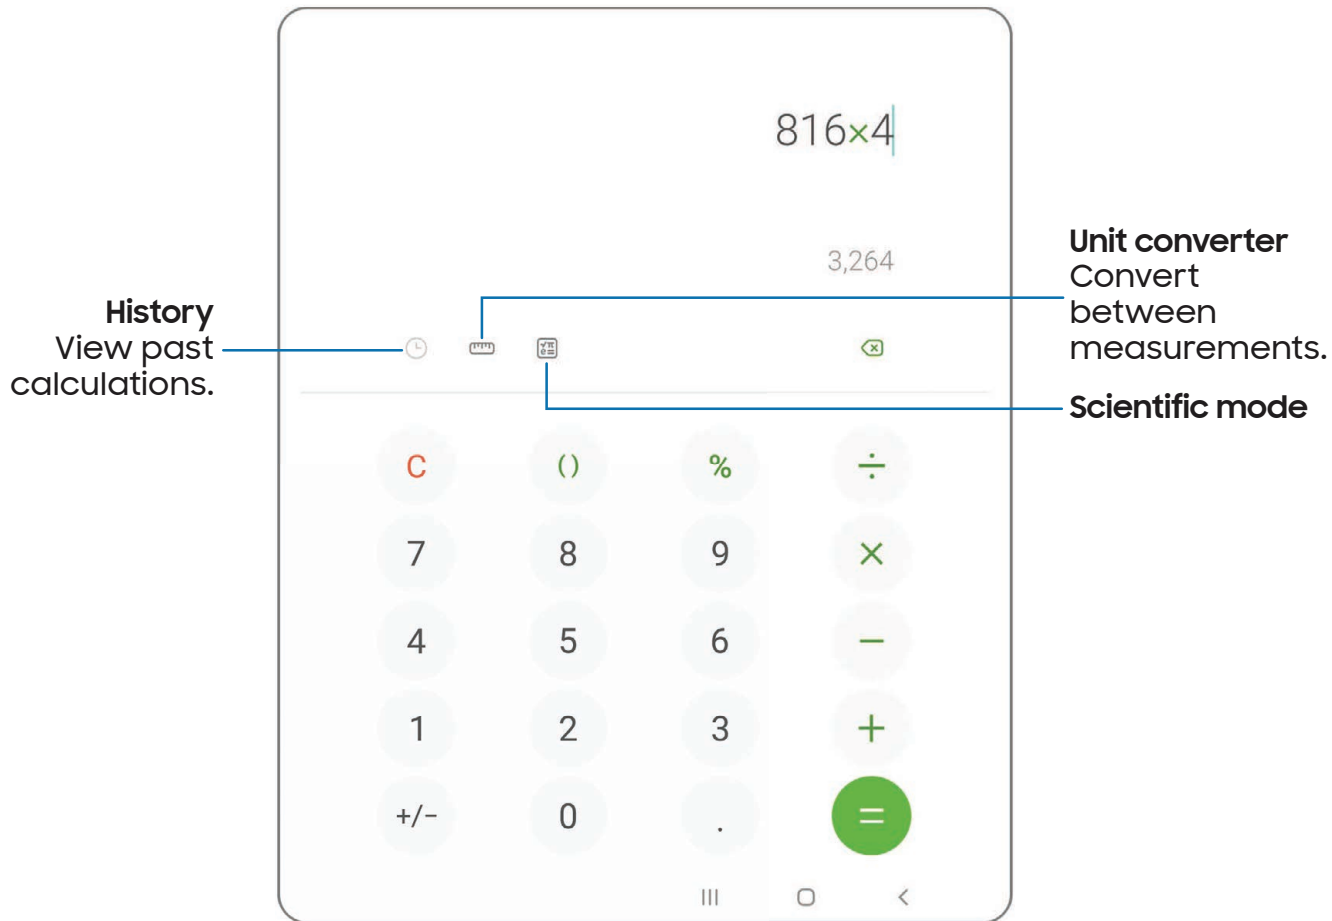 816×4
3,264
History
View past
calculations.
Unit converter
Convert
between
measurements.
Scientific mode
√π
e=
C
()
%
÷
7
8
9
×
4
5
6
−
1
2
3
+
+/−
0
.
=